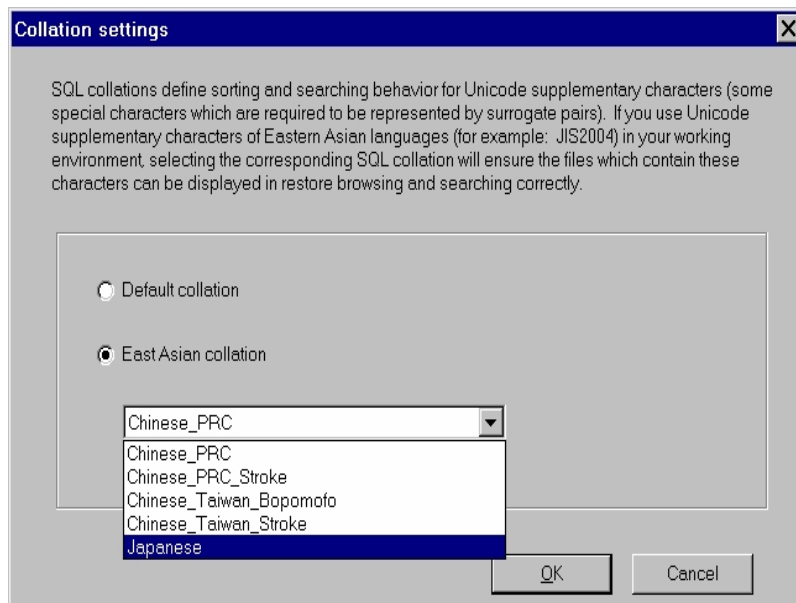 Collation settings
SQL collations define sorting and searching behavior for Unicode supplementary characters (some
special characters which are required to be represented by surrogate pairs). If you use Unicode
supplementary characters of Eastern Asian languages (for example: JIS2004) in your working
environment, selecting the corresponding SQL collation will ensure the files which contain these
characters can be displayed in restore browsing and searching correctly.
Default collation
East Asian collation
Chinese_PRC
Chinese_PRC
Chinese_PRC_Stroke
Chinese_Taiwan_Bopomofo
Chinese_Taiwan_Stroke
Japanese
OK Cancel